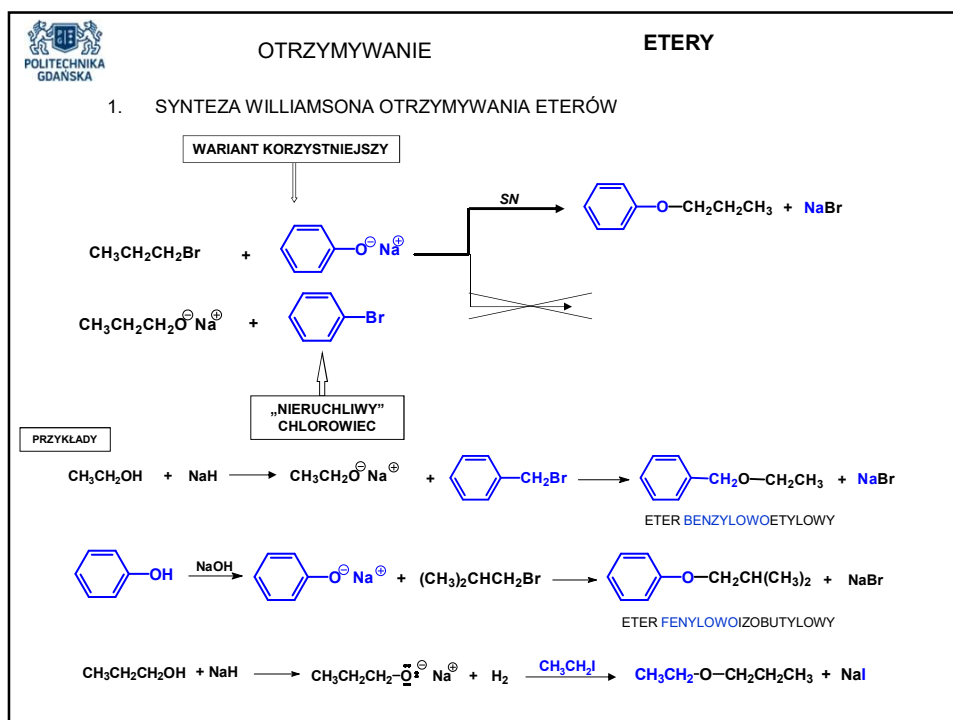 POLITECHNIKA
GDAŃSKA
OTRZYMYWANIE
ETERY
1. SYNTEZA WILLIAMSONA OTRZYMYWANIA ETERÓW
WARIANT KORZYSTNIEJSZY
SN
O–CH₂CH₂CH₃ + NaBr
CH₃CH₂CH₂Br + O⊖ Na⊕
CH₃CH₂CH₂O⊖ Na⊕ + Br
„NIERUCHLIWY”
CHLOROWIEC
PRZYKŁADY
CH₃CH₂OH + NaH CH₃CH₂O⊖ Na⊕ + CH₂Br CH₂O–CH₂CH₃ + NaBr
ETER BENZYLOWOETYLOWY
OH NaOH O⊖ Na⊕ + (CH₃)₂CHCH₂Br O–CH₂CH(CH₃)₂ + NaBr
ETER FENYLOWOIZOBUTYLOWY
CH₃CH₂CH₂OH + NaH CH₃CH₂CH₂-O⊖ Na⊕ + H₂ CH₃CH₂I CH₃CH₂-O–CH₂CH₂CH₃ + NaI